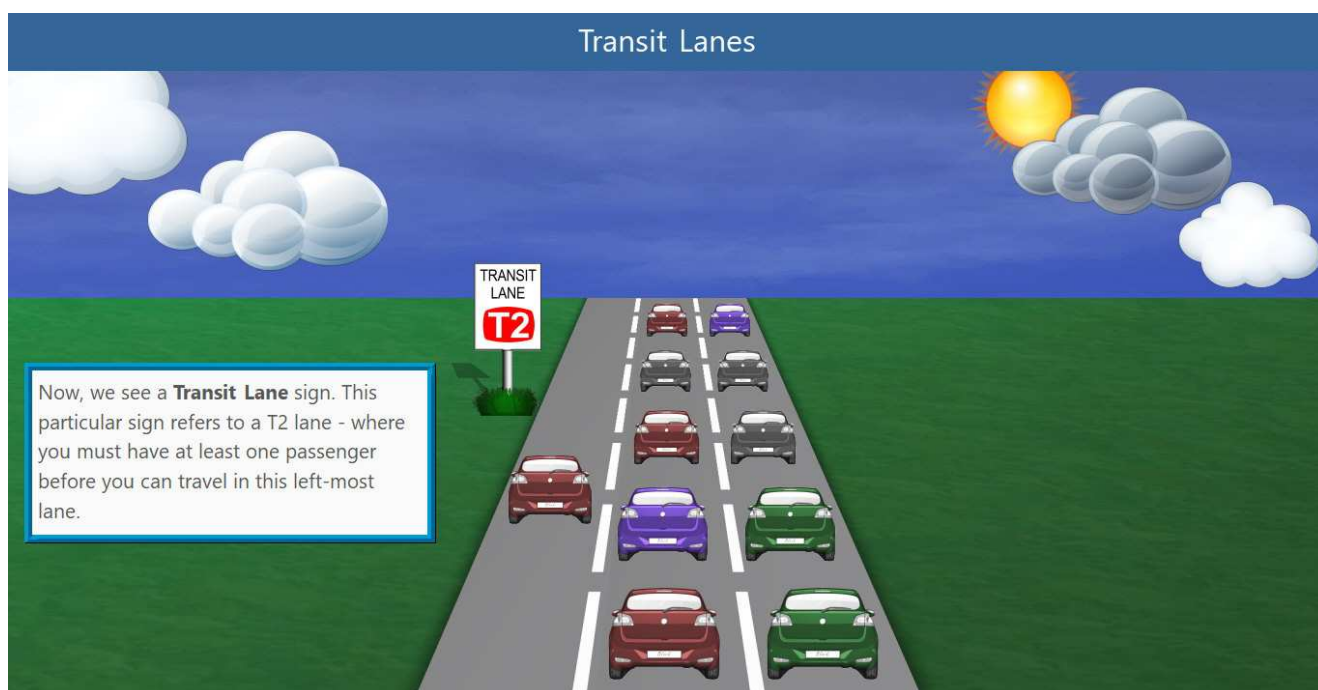 Transit Lanes
TRANSIT
LANE
T2
Now, we see a Transit Lane sign. This
particular sign refers to a T2 lane - where
you must have at least one passenger
before you can travel in this left-most
lane.